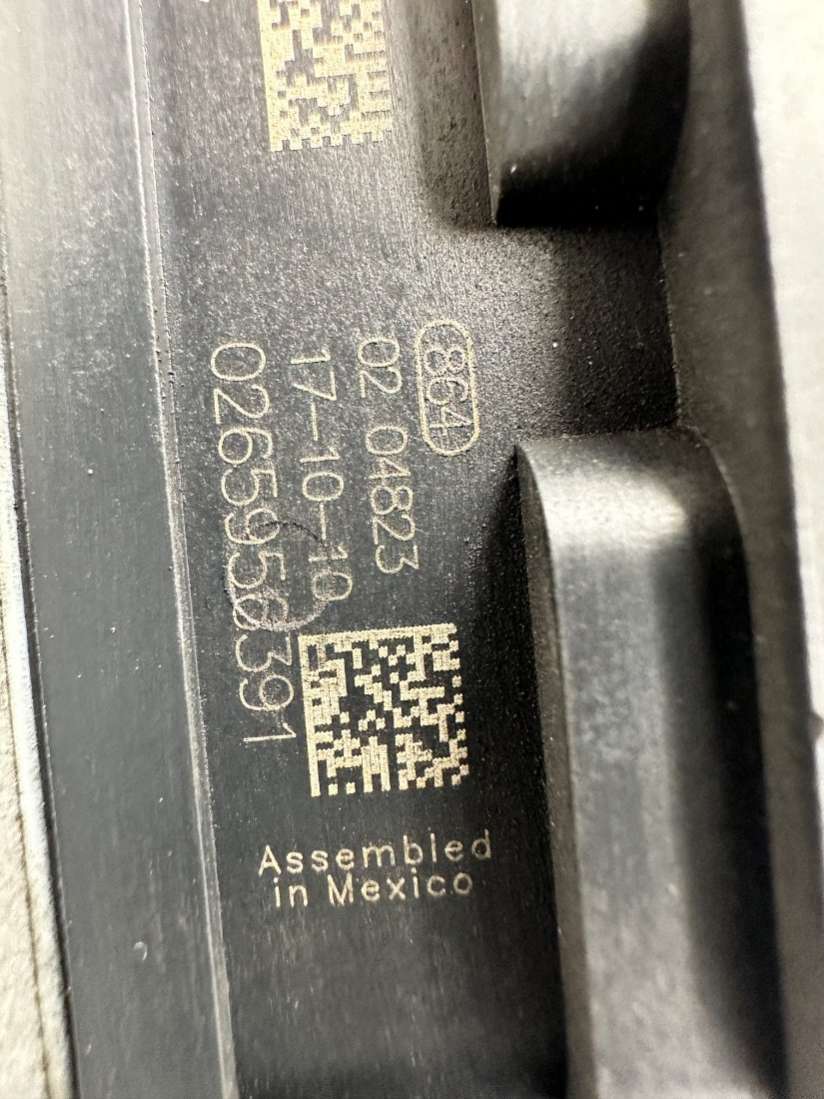 864
02 04823
17-10-10
0265956391
Assembled
in Mexico